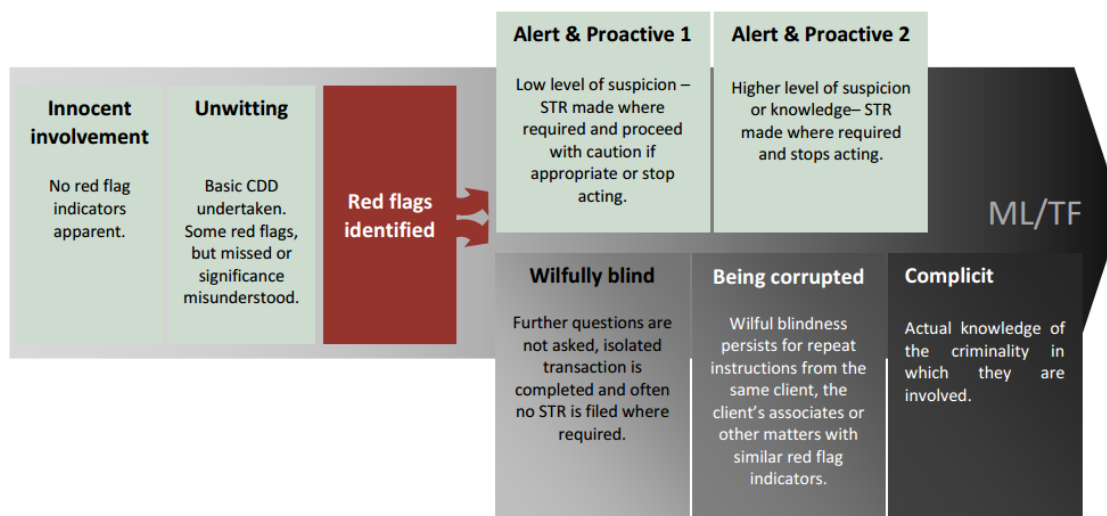 Innocent
involvement
No red flag
indicators
apparent.
Unwitting
Basic CDD
undertaken.
Some red flags,
but missed or
significance
misunderstood.
Red flags
identified
Alert & Proactive 1
Low level of suspicion –
STR made where
required and proceed
with caution if
appropriate or stop
acting.
Alert & Proactive 2
Higher level of suspicion
or knowledge– STR
made where required
and stops acting.
ML/TF
Wilfully blind
Further questions are
not asked, isolated
transaction is
completed and often
no STR is filed where
required.
Being corrupted
Wilful blindness
persists for repeat
instructions from the
same client, the
client's associates or
other matters with
similar red flag
indicators.
Complicit
Actual knowledge of
the criminality in
which they are
involved.